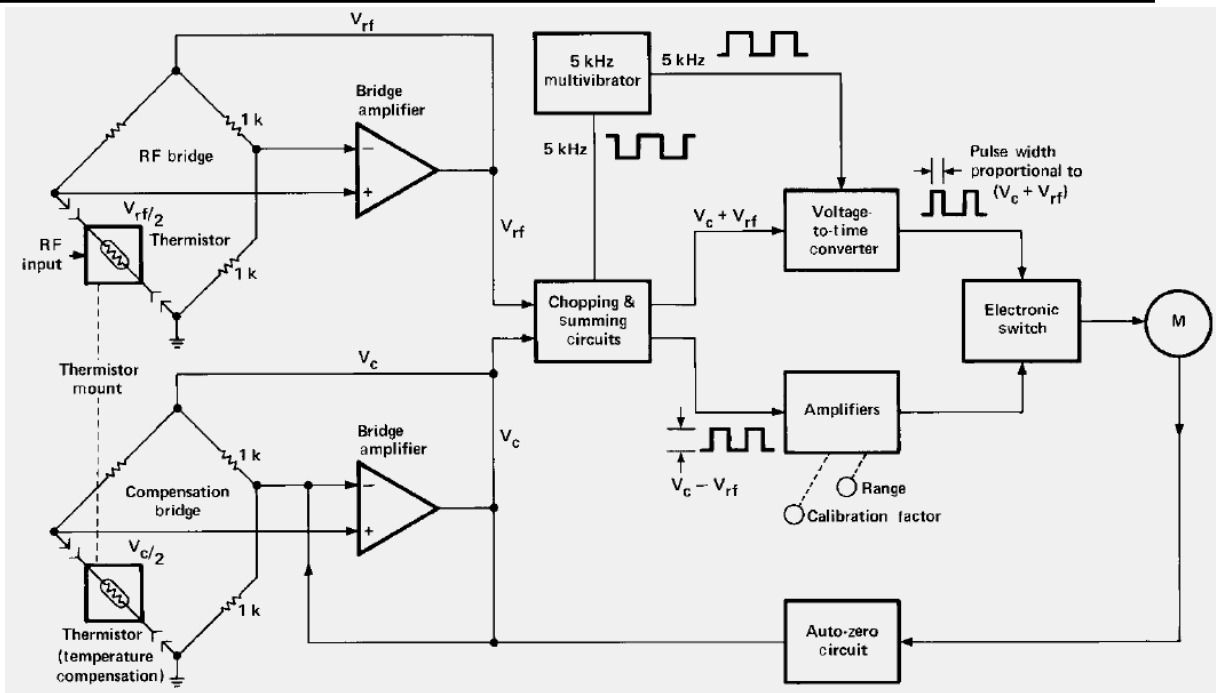 V_rf
5 kHz
multivibrator
5 kHz
5 kHz
Bridge
amplifier
1 k
RF bridge
−
+
V_rf/2
Thermistor
RF
input
1 k
V_rf
Pulse width
proportional to
(V_c + V_rf)
V_c + V_rf
Voltage-
to-time
converter
Chopping &
summing
circuits
Electronic
switch
M
Thermistor
mount
V_c
Bridge
amplifier
1 k
V_c
Compensation
bridge
−
+
V_c/2
1 k
Thermistor
(temperature
compensation)
Amplifiers
V_c − V_rf
Range
Calibration factor
Auto-zero
circuit